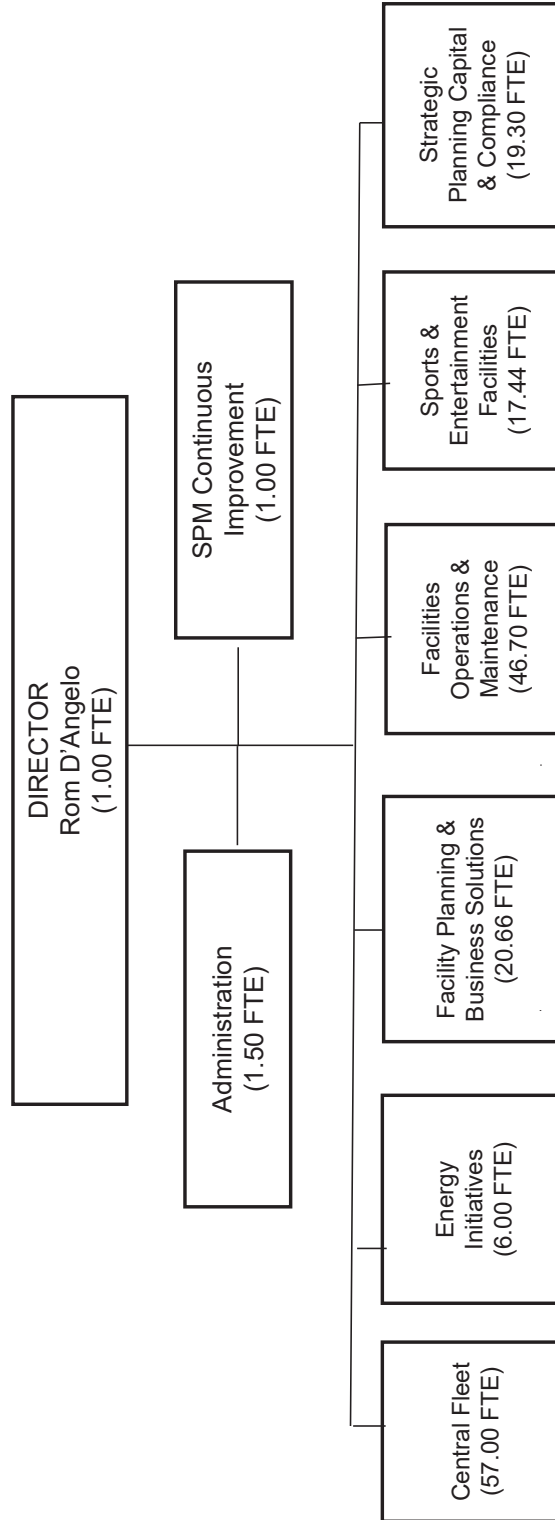 DIRECTOR
Rom D'Angelo
(1.00 FTE)
Administration
(1.50 FTE)
SPM Continuous
Improvement
(1.00 FTE)
Central Fleet
(57.00 FTE)
Energy
Initiatives
(6.00 FTE)
Facility Planning &
Business Solutions
(20.66 FTE)
Facilities
Operations &
Maintenance
(46.70 FTE)
Sports &
Entertainment
Facilities
(17.44 FTE)
Strategic
Planning Capital
& Compliance
(19.30 FTE)